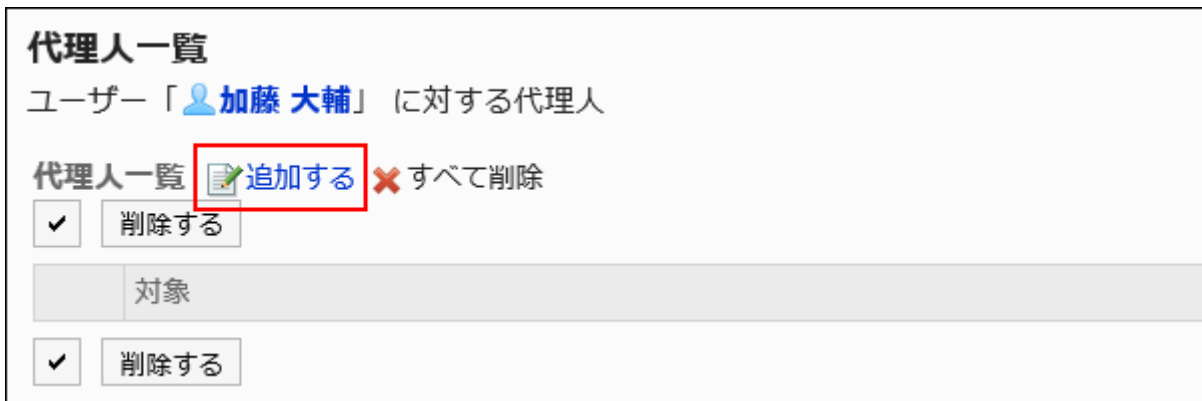 代理人一覧
ユーザー「加藤 大輔」 に対する代理人
代理人一覧 追加する すべて削除
削除する
対象
削除する